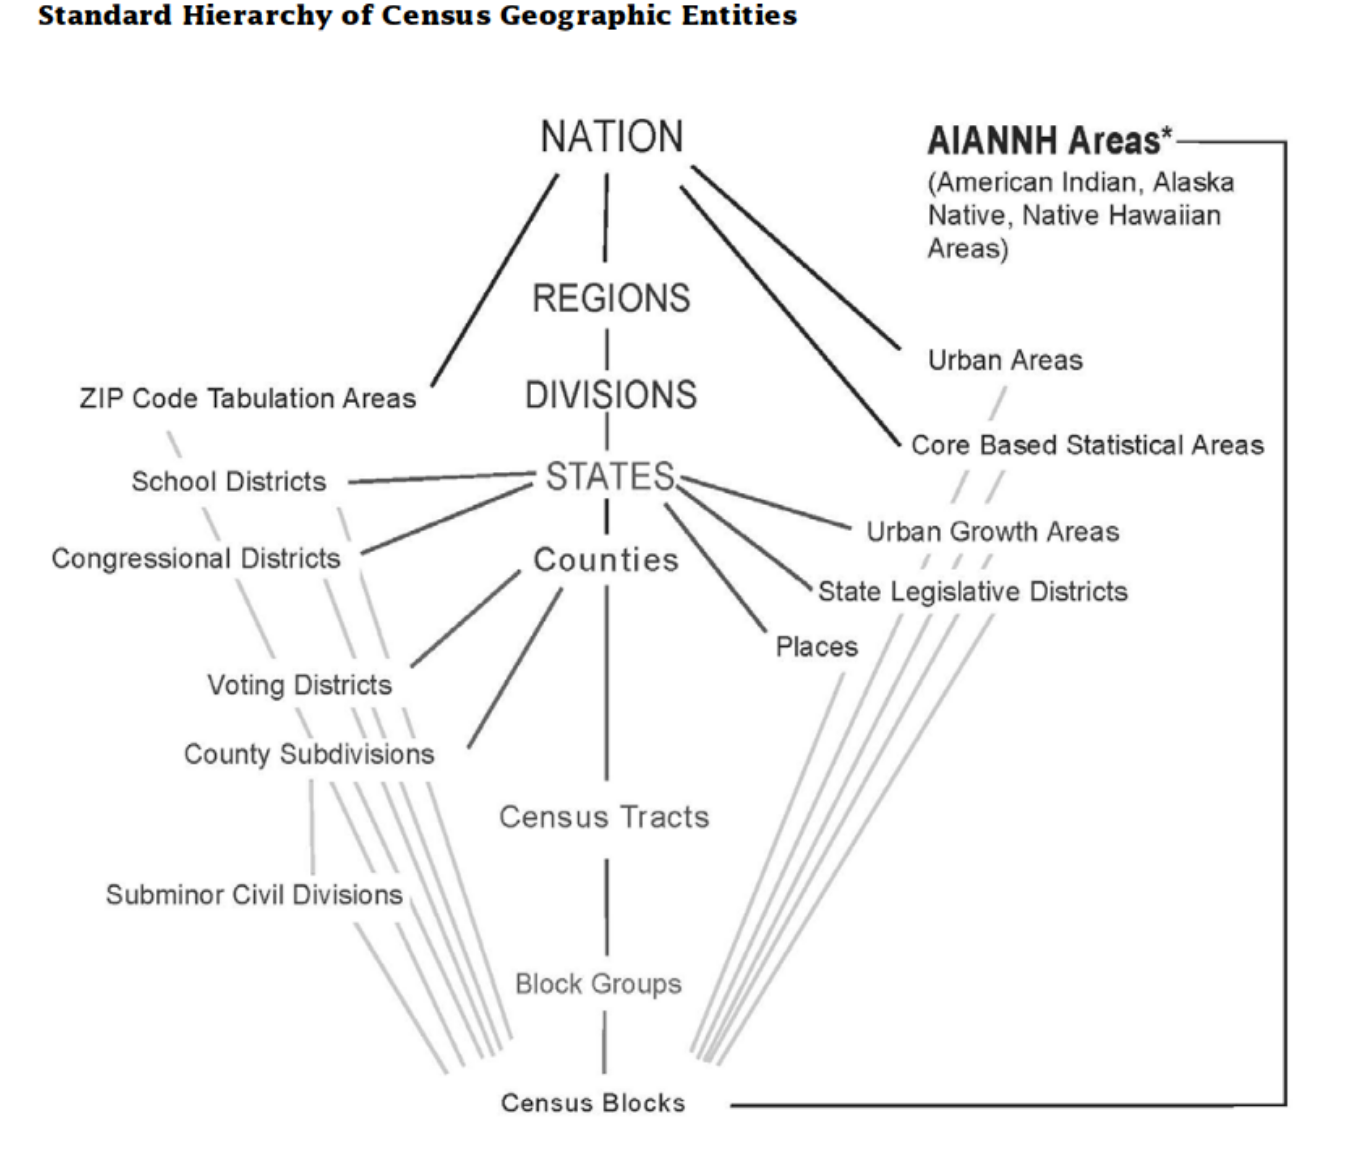 Standard Hierarchy of Census Geographic Entities
NATION
AIANNH Areas*
(American Indian, Alaska
Native, Native Hawaiian
Areas)
REGIONS
Urban Areas
ZIP Code Tabulation Areas
DIVISIONS
Core Based Statistical Areas
School Districts
STATES
Urban Growth Areas
Congressional Districts
Counties
State Legislative Districts
Places
Voting Districts
County Subdivisions
Census Tracts
Subminor Civil Divisions
Block Groups
Census Blocks